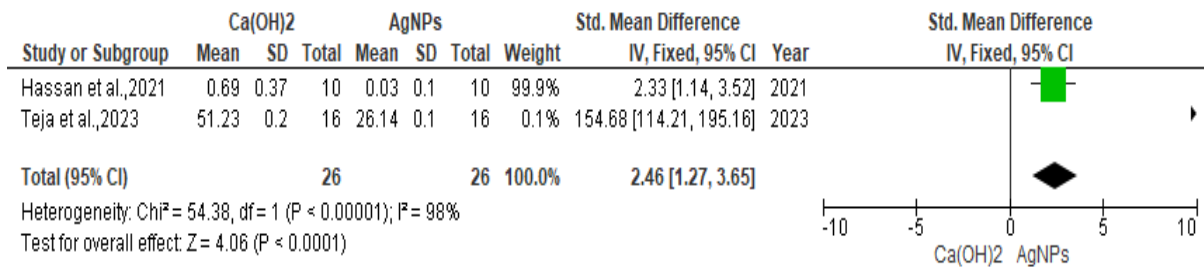 Ca(OH)2 AgNPs Std. Mean Difference Std. Mean Difference
Study or Subgroup Mean SD Total Mean SD Total Weight IV, Fixed, 95% CI Year IV, Fixed, 95% CI
Hassan et al.,2021 0.69 0.37 10 0.03 0.1 10 99.9% 2.33 [1.14, 3.52] 2021
Teja et al.,2023 51.23 0.2 16 26.14 0.1 16 0.1% 154.68 [114.21, 195.16] 2023
Total (95% CI) 26 26 100.0% 2.46 [1.27, 3.65]
Heterogeneity: Chi² = 54.38, df = 1 (P < 0.00001); I² = 98%
Test for overall effect: Z = 4.06 (P < 0.0001)
-10 -5 0 5 10
Ca(OH)2 AgNPs